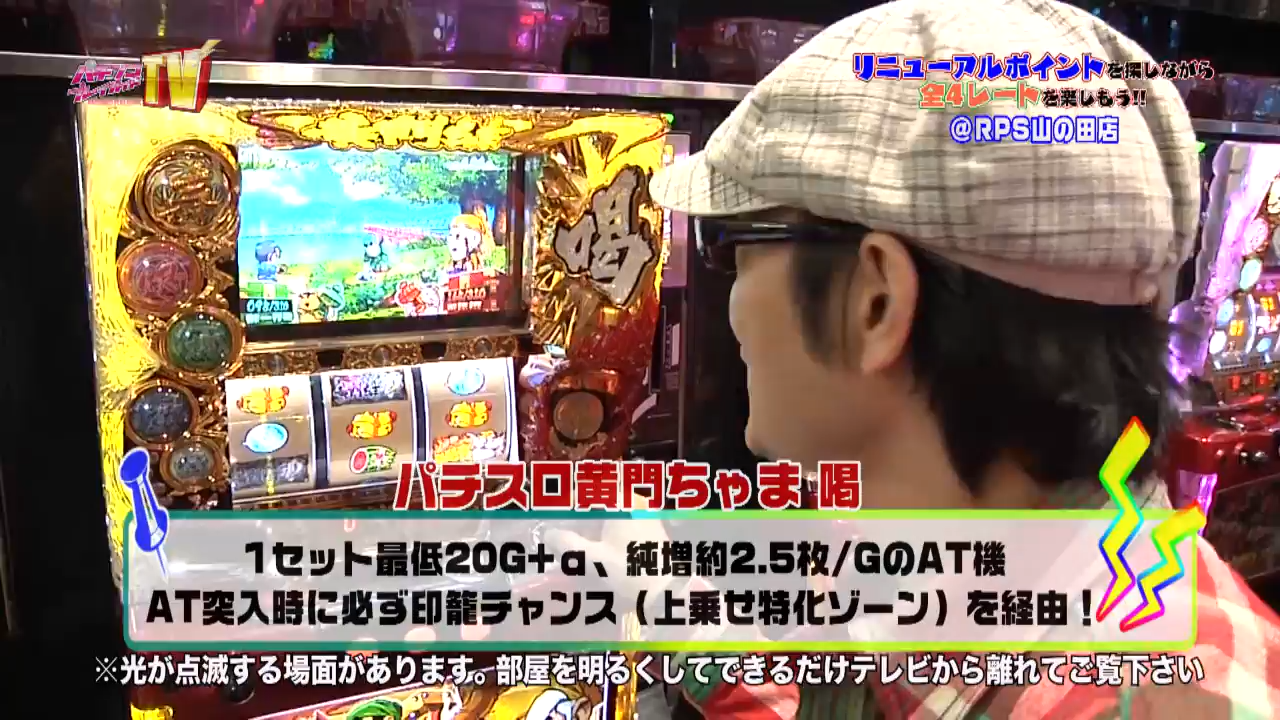 TV
リニューアルポイントを探しながら
全4レートを楽しもう!!
@RPS山の田店
喝
パチスロ黄門ちゃま 喝
1セット最低20G+α、純増約2.5枚/GのAT機
AT突入時に必ず印籠チャンス（上乗せ特化ゾーン）を経由！
※光が点滅する場面があります。部屋を明るくしてできるだけテレビから離れてご覧下さい